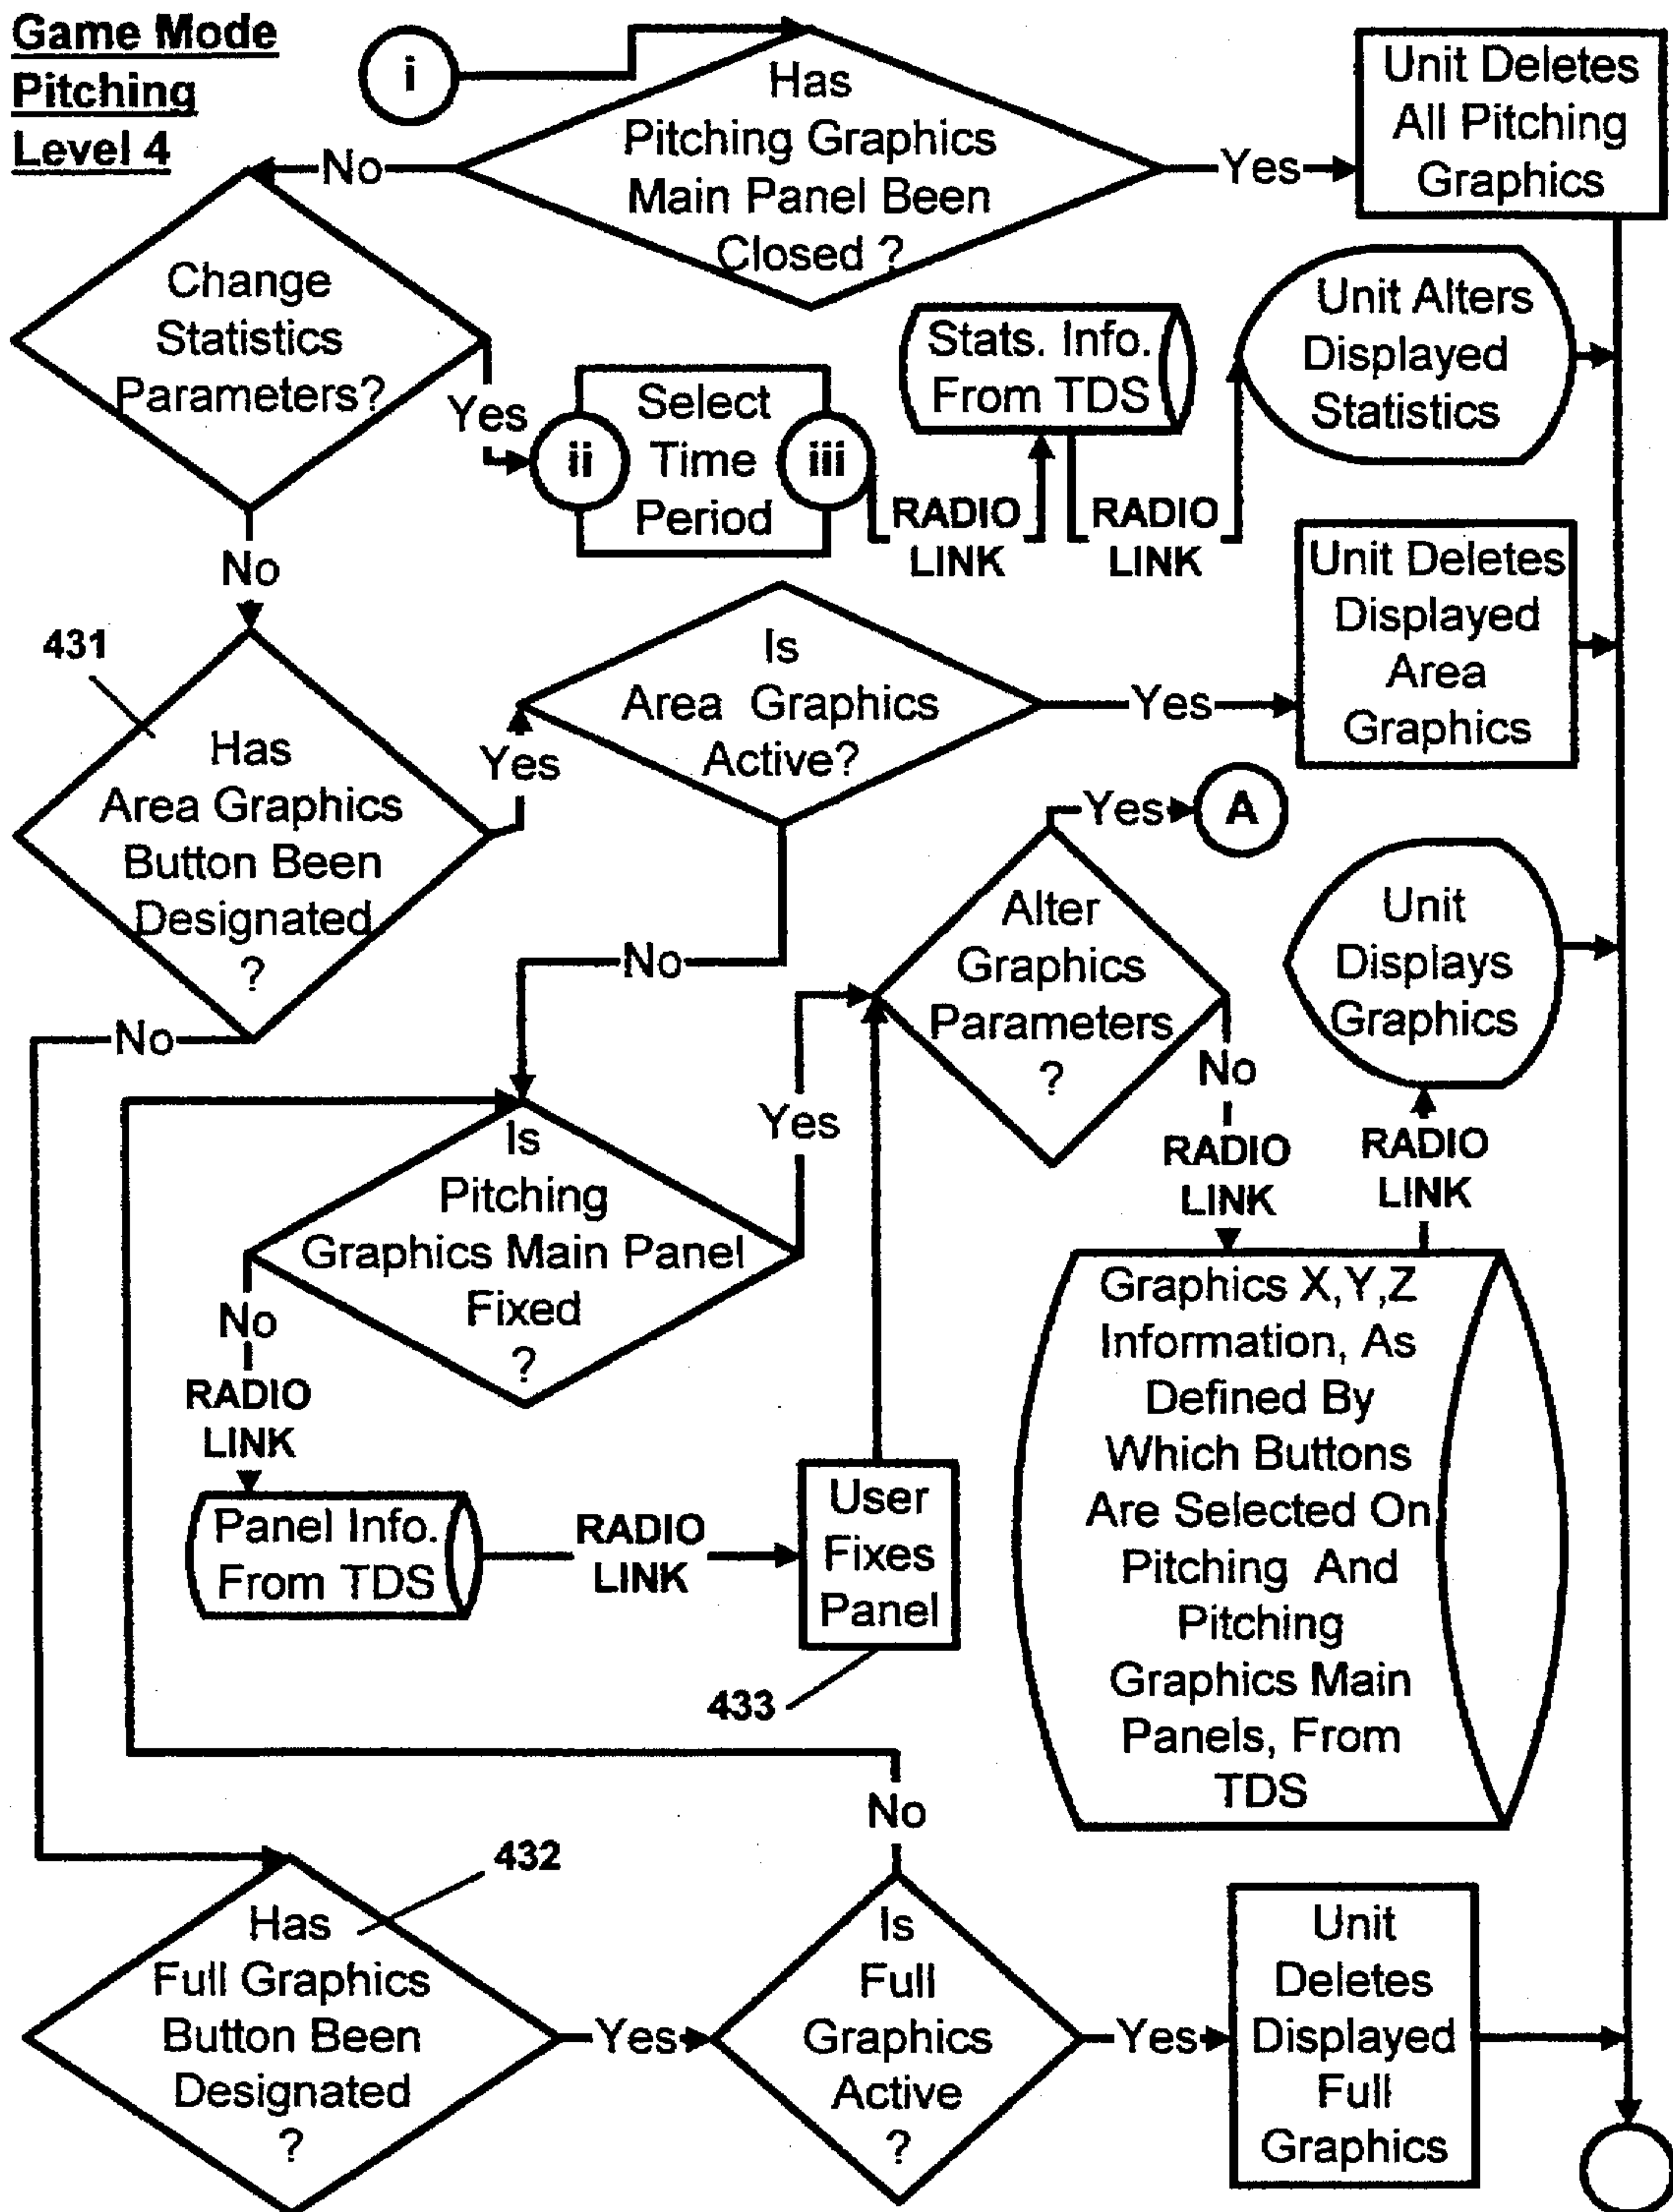 Game Mode
Pitching
Level 4
i
Has
Pitching Graphics
Main Panel Been
Closed ?
Yes
Unit Deletes
All Pitching
Graphics
No
Change
Statistics
Parameters?
Yes
ii
Select
Time
Period
iii
RADIO
LINK
Stats. Info.
From TDS
RADIO
LINK
Unit Alters
Displayed
Statistics
No
431
Has
Area Graphics
Button Been
Designated
?
Yes
Is
Area Graphics
Active?
Yes
Unit Deletes
Displayed
Area
Graphics
No
No
Is
Pitching
Graphics Main Panel
Fixed
?
Yes
Alter
Graphics
Parameters
?
Yes
A
No
RADIO
LINK
Graphics X,Y,Z
Information, As
Defined By
Which Buttons
Are Selected On
Pitching And
Pitching
Graphics Main
Panels, From
TDS
RADIO
LINK
Unit
Displays
Graphics
No
RADIO
LINK
Panel Info.
From TDS
RADIO
LINK
User
Fixes
Panel
433
432
Has
Full Graphics
Button Been
Designated
?
Yes
Is
Full
Graphics
Active
?
No
Yes
Unit
Deletes
Displayed
Full
Graphics